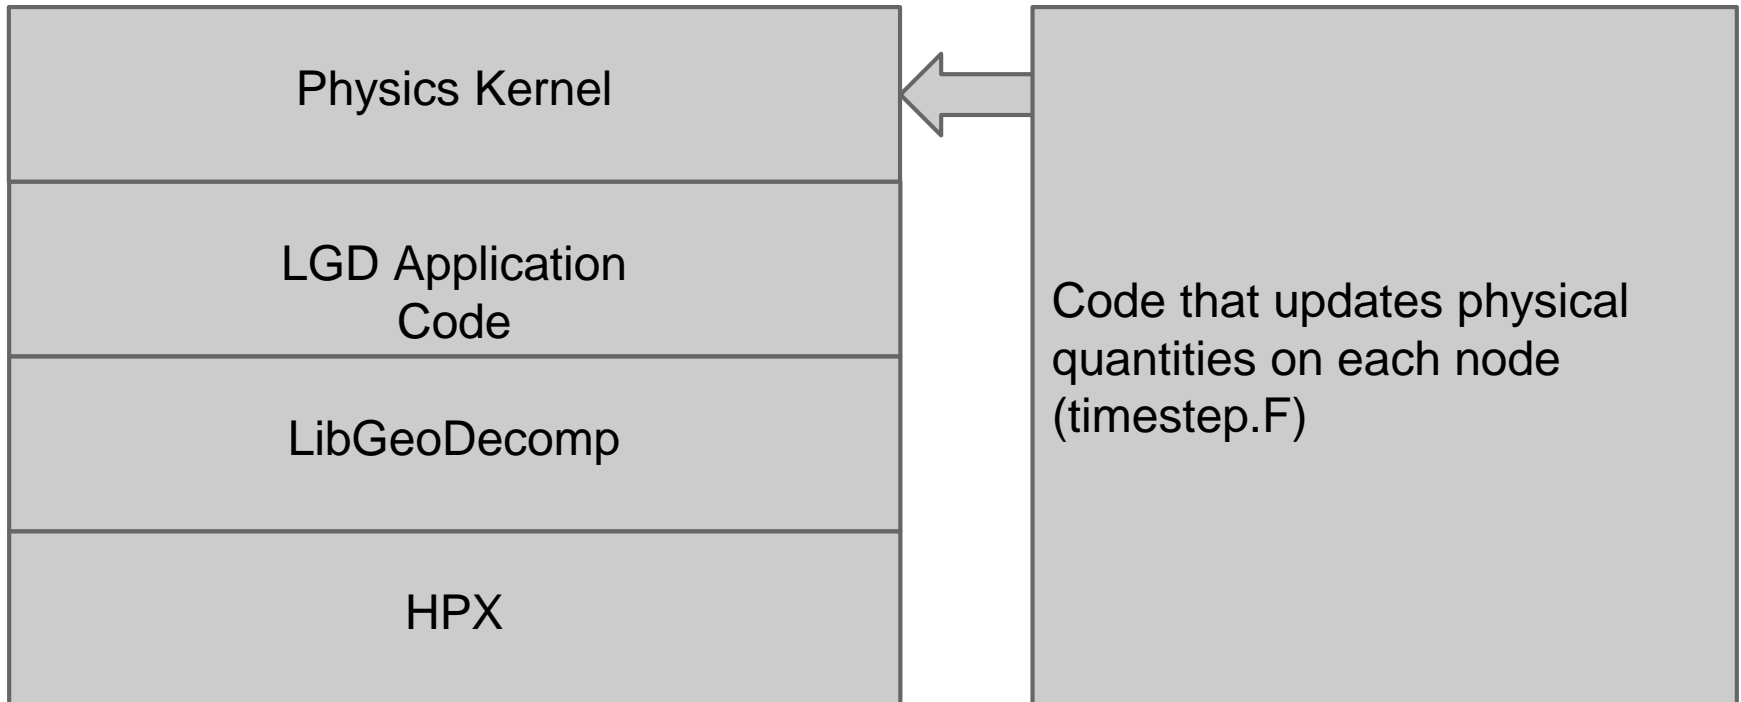 Physics Kernel
LGD Application
Code
LibGeoDecomp
HPX
Code that updates physical
quantities on each node
(timestep.F)